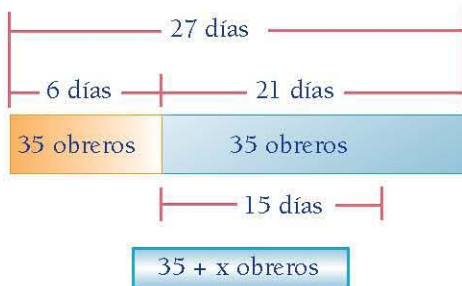 27 días
6 días 21 días
35 obreros 35 obreros
15 días
35 + x obreros